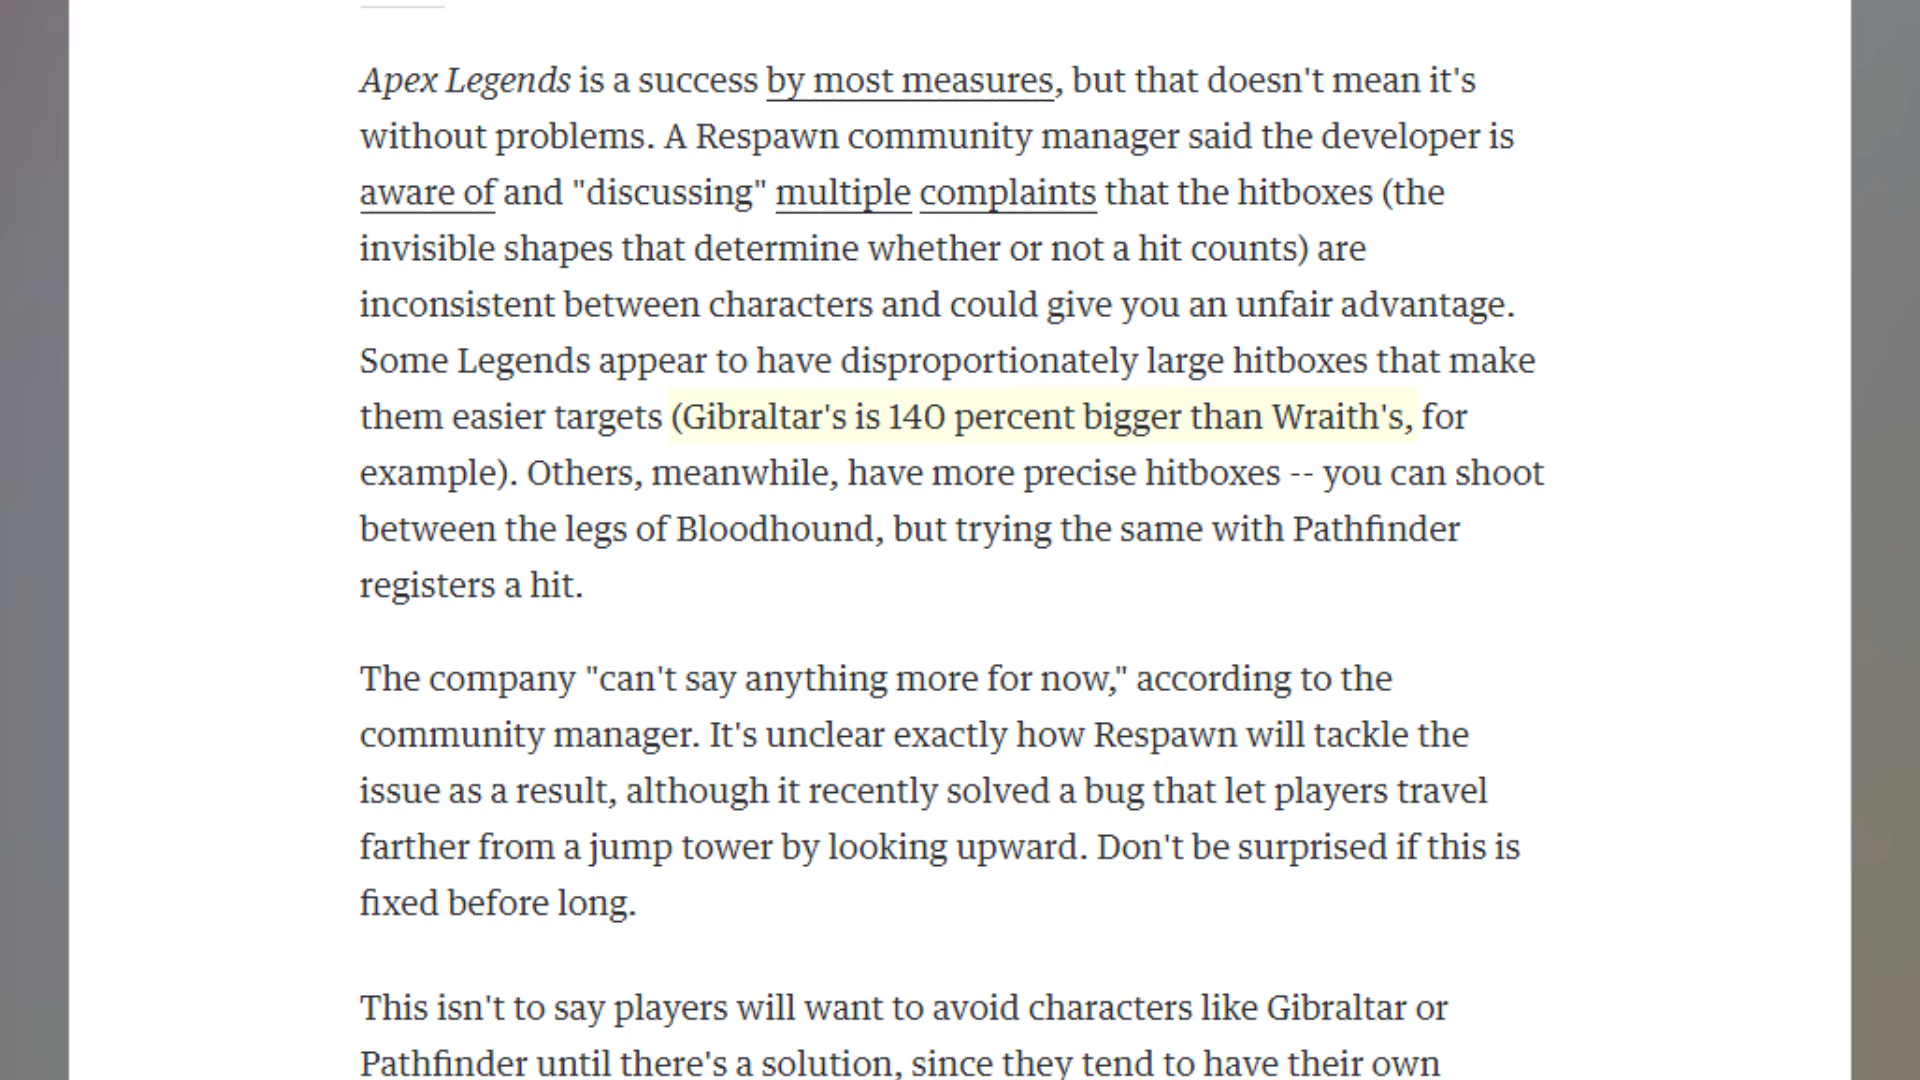 Apex Legends is a success by most measures, but that doesn't mean it's
without problems. A Respawn community manager said the developer is
aware of and "discussing" multiple complaints that the hitboxes (the
invisible shapes that determine whether or not a hit counts) are
inconsistent between characters and could give you an unfair advantage.
Some Legends appear to have disproportionately large hitboxes that make
them easier targets (Gibraltar's is 140 percent bigger than Wraith's, for
example). Others, meanwhile, have more precise hitboxes -- you can shoot
between the legs of Bloodhound, but trying the same with Pathfinder
registers a hit.
The company "can't say anything more for now," according to the
community manager. It's unclear exactly how Respawn will tackle the
issue as a result, although it recently solved a bug that let players travel
farther from a jump tower by looking upward. Don't be surprised if this is
fixed before long.
This isn't to say players will want to avoid characters like Gibraltar or
Pathfinder until there's a solution, since they tend to have their own